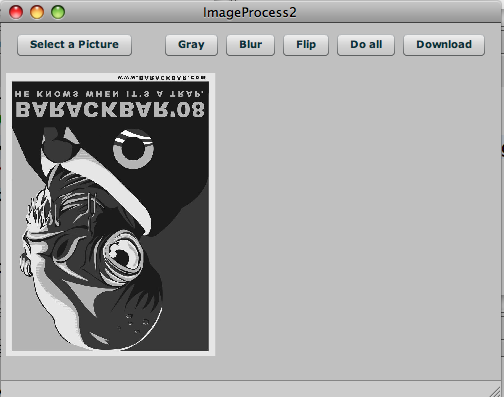 ImageProcess2
Select a Picture Gray Blur Flip Do all Download
WWW.BARACKBAR.COM
HE KNOWS WHEN IT'S A TRAP.
BARACKBAR'08